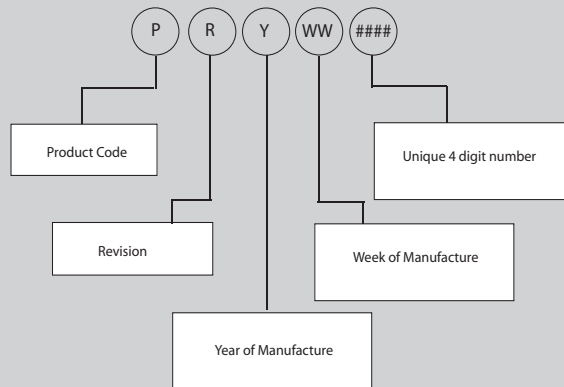 P R Y WW ####
Product Code
Unique 4 digit number
Revision
Week of Manufacture
Year of Manufacture